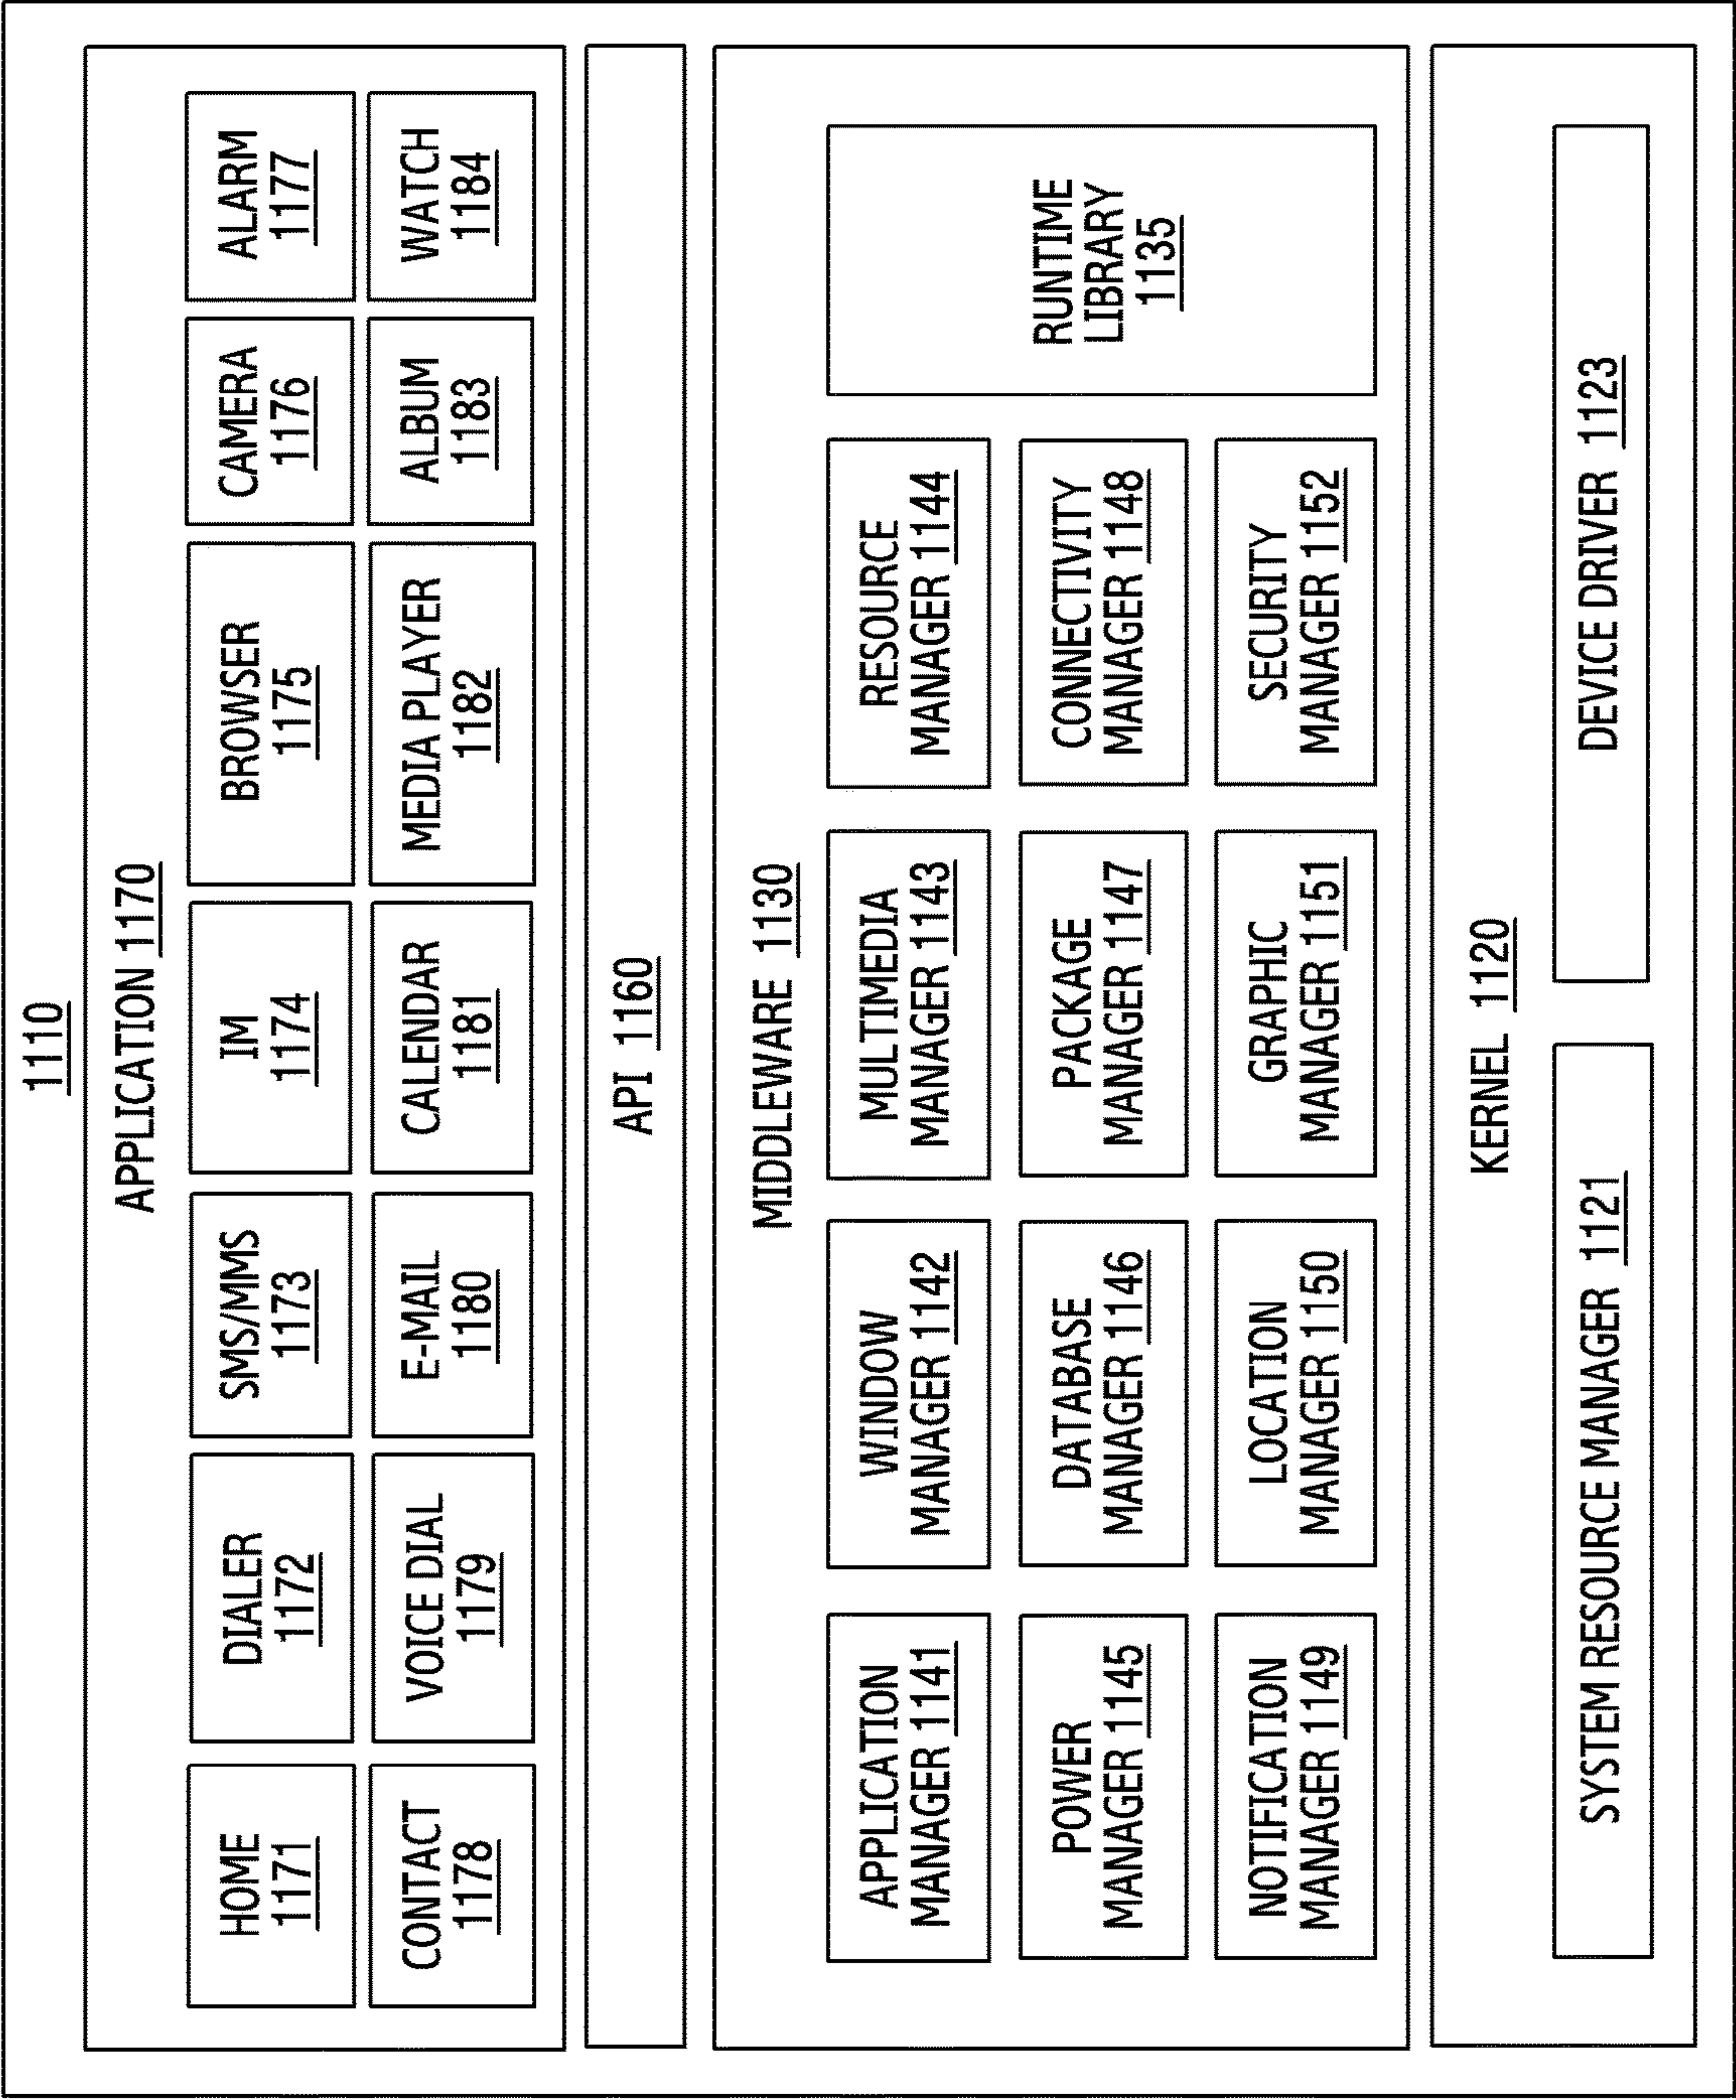 1110
APPLICATION 1170
HOME
1171
DIALER
1172
SMS/MMS
1173
IM
1174
BROWSER
1175
CAMERA
1176
ALARM
1177
CONTACT
1178
VOICE DIAL
1179
E-MAIL
1180
CALENDAR
1181
MEDIA PLAYER
1182
ALBUM
1183
WATCH
1184
API 1160
MIDDLEWARE 1130
APPLICATION
MANAGER 1141
WINDOW
MANAGER 1142
MULTIMEDIA
MANAGER 1143
RESOURCE
MANAGER 1144
POWER
MANAGER 1145
DATABASE
MANAGER 1146
PACKAGE
MANAGER 1147
CONNECTIVITY
MANAGER 1148
NOTIFICATION
MANAGER 1149
LOCATION
MANAGER 1150
GRAPHIC
MANAGER 1151
SECURITY
MANAGER 1152
RUNTIME
LIBRARY
1135
KERNEL 1120
SYSTEM RESOURCE MANAGER 1121
DEVICE DRIVER 1123